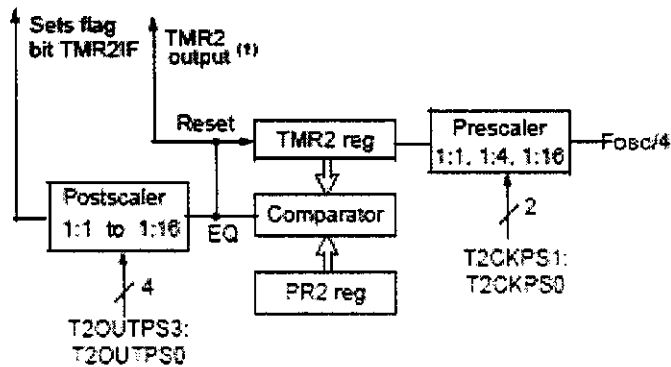 Sets flag
bit TMR2IF
TMR2
output (1)
Reset
TMR2 reg
Prescaler
1:1, 1:4, 1:16
Fosc/4
Postscaler
1:1 to 1:16
EQ
Comparator
2
T2CKPS1:
T2CKPS0
4
PR2 reg
T2OUTPS3:
T2OUTPS0